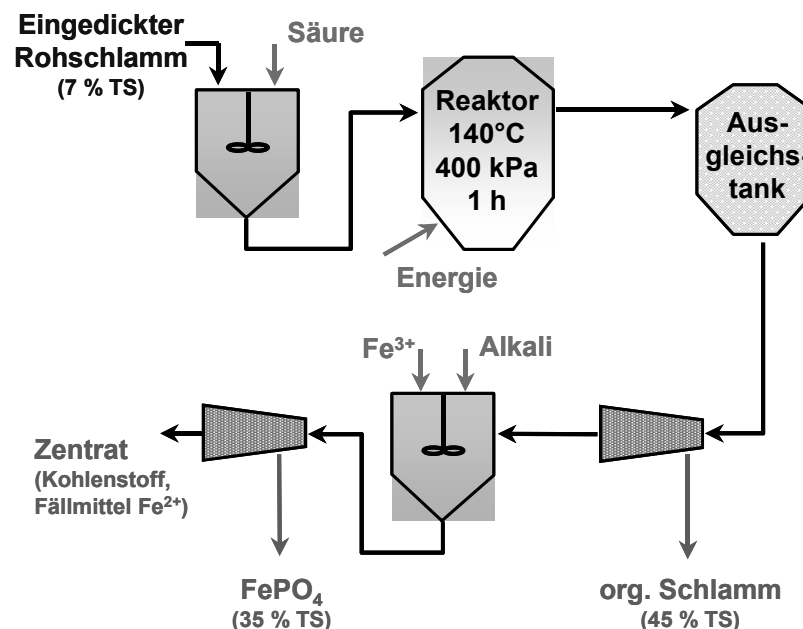 Eingedickter
Rohschlamm
(7 % TS)
Säure
Reaktor
140°C
400 kPa
1 h
Aus-
gleichs-
tank
Energie
Fe³⁺
Alkali
Zentrat
(Kohlenstoff,
Fällmittel Fe²⁺)
FePO₄
(35 % TS)
org. Schlamm
(45 % TS)